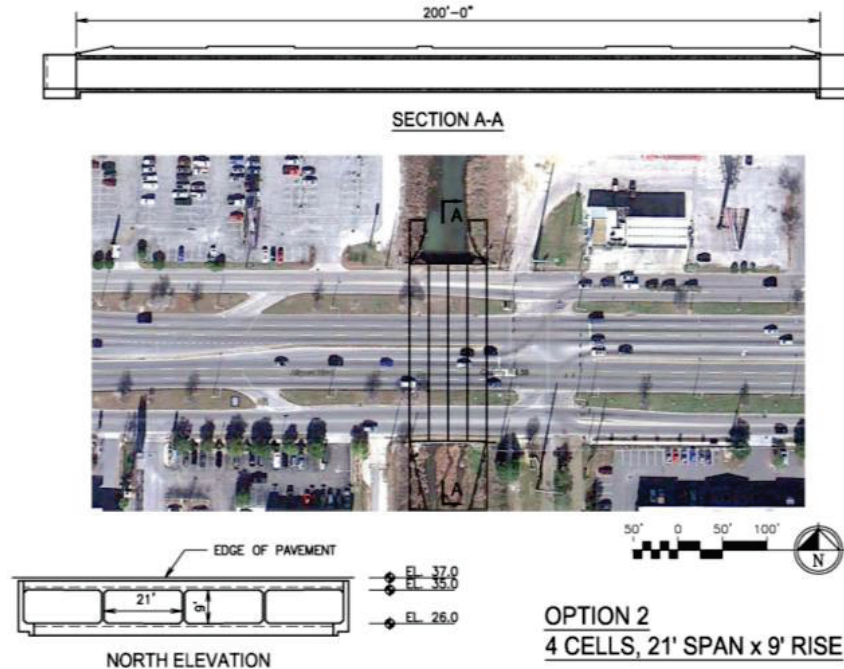 200'-0"
SECTION A-A
A
A
50' 0 50' 100'
N
EDGE OF PAVEMENT
EL. 37.0
EL. 35.0
21'
9'
EL. 26.0
NORTH ELEVATION
OPTION 2
4 CELLS, 21' SPAN x 9' RISE